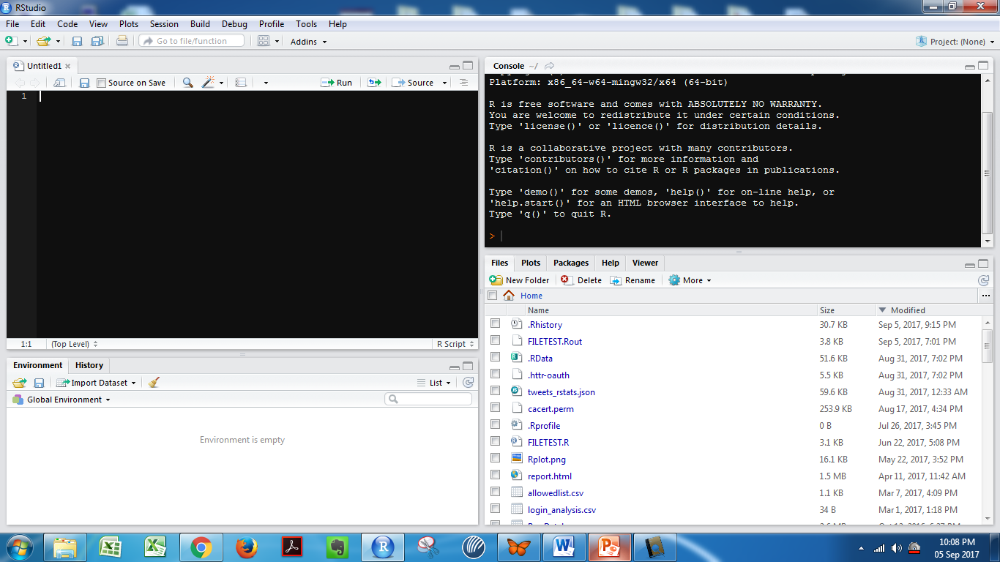 RStudio
File Edit Code View Plots Session Build Debug Profile Tools Help
Go to file/function Addins Project: (None)
Untitled1
Source on Save Run Source
1
1:1 (Top Level) R Script
Environment History
Import Dataset List
Global Environment
Environment is empty
Console ~/
Platform: x86_64-w64-mingw32/x64 (64-bit)
R is free software and comes with ABSOLUTELY NO WARRANTY.
You are welcome to redistribute it under certain conditions.
Type 'license()' or 'licence()' for distribution details.
R is a collaborative project with many contributors.
Type 'contributors()' for more information and
'citation()' on how to cite R or R packages in publications.
Type 'demo()' for some demos, 'help()' for on-line help, or
'help.start()' for an HTML browser interface to help.
Type 'q()' to quit R.
>
Files Plots Packages Help Viewer
New Folder Delete Rename More
Home ...
Name Size Modified
.Rhistory 30.7 KB Sep 5, 2017, 9:15 PM
FILETEST.Rout 3.8 KB Sep 5, 2017, 7:01 PM
.RData 51.6 KB Aug 31, 2017, 7:02 PM
.httr-oauth 5.5 KB Aug 31, 2017, 7:02 PM
tweets_rstats.json 59.6 KB Aug 31, 2017, 12:33 AM
cacert.perm 253.9 KB Aug 17, 2017, 4:34 PM
.Rprofile 0 B Jul 26, 2017, 3:45 PM
FILETEST.R 3.1 KB Jun 22, 2017, 5:08 PM
Rplot.png 16.1 KB May 22, 2017, 3:52 PM
report.html 1.5 MB Apr 11, 2017, 11:42 AM
allowedlist.csv 1.1 KB Mar 7, 2017, 4:09 PM
login_analysis.csv 34 B Mar 1, 2017, 1:18 PM
10:08 PM
05 Sep 2017